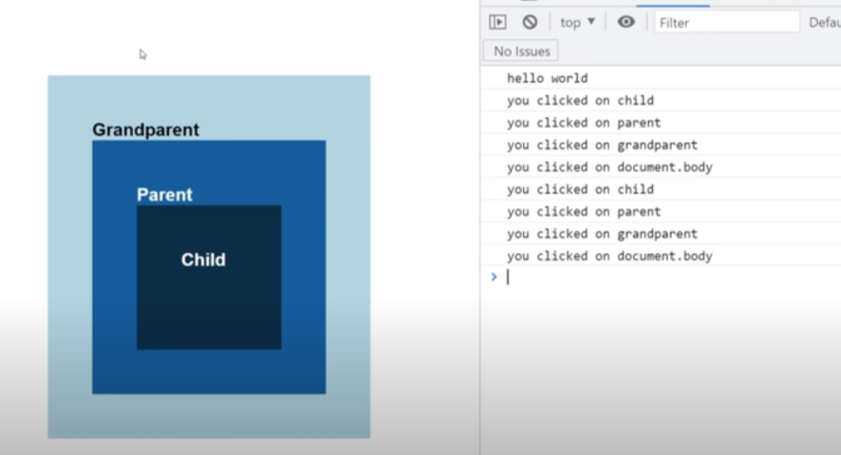 Grandparent
Parent
Child
top
Filter
Defau
No Issues
hello world
you clicked on child
you clicked on parent
you clicked on grandparent
you clicked on document.body
you clicked on child
you clicked on parent
you clicked on grandparent
you clicked on document.body